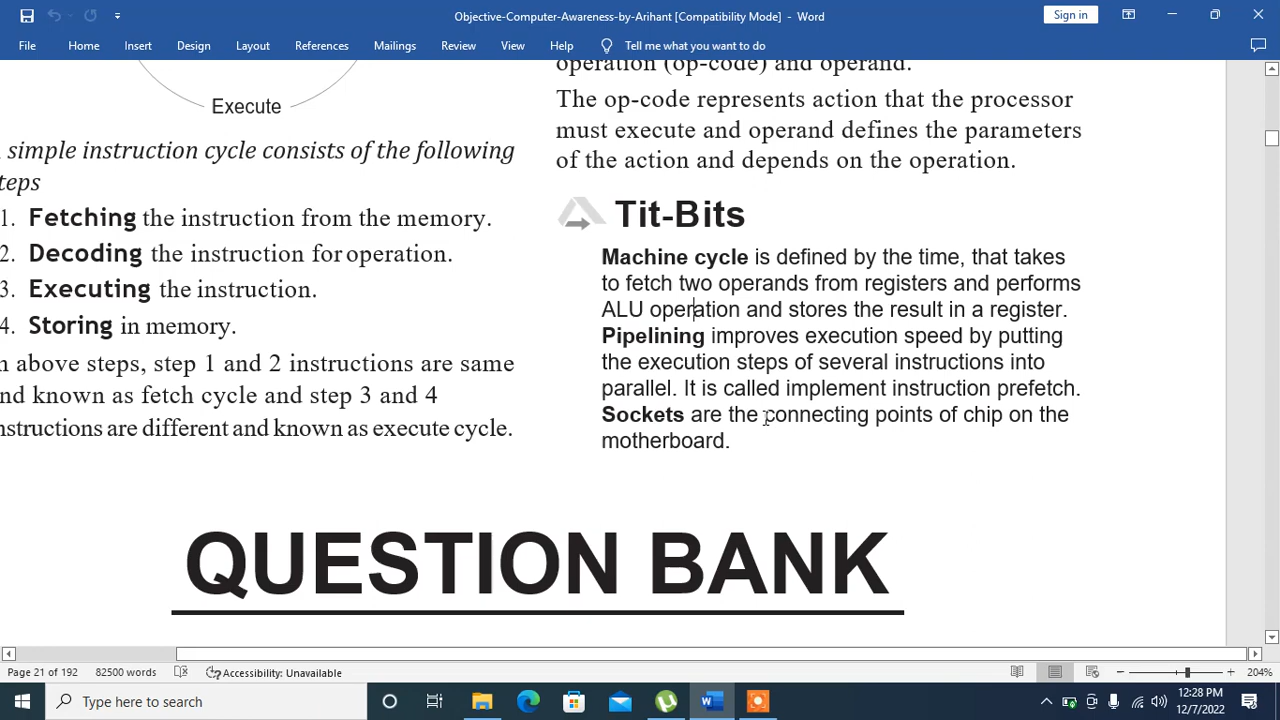 Objective-Computer-Awareness-by-Arihant [Compatibility Mode] - Word
Sign in
File Home Insert Design Layout References Mailings Review View Help Tell me what you want to do
Execute
simple instruction cycle consists of the following
teps
1. Fetching the instruction from the memory.
2. Decoding the instruction for operation.
3. Executing the instruction.
4. Storing in memory.
n above steps, step 1 and 2 instructions are same
nd known as fetch cycle and step 3 and 4
nstructions are different and known as execute cycle.
operation (op-code) and operand.
The op-code represents action that the processor
must execute and operand defines the parameters
of the action and depends on the operation.
Tit-Bits
Machine cycle is defined by the time, that takes
to fetch two operands from registers and performs
ALU operation and stores the result in a register.
Pipelining improves execution speed by putting
the execution steps of several instructions into
parallel. It is called implement instruction prefetch.
Sockets are the connecting points of chip on the
motherboard.
QUESTION BANK
Page 21 of 192 82500 words Accessibility: Unavailable 204%
Type here to search
12:28 PM
12/7/2022